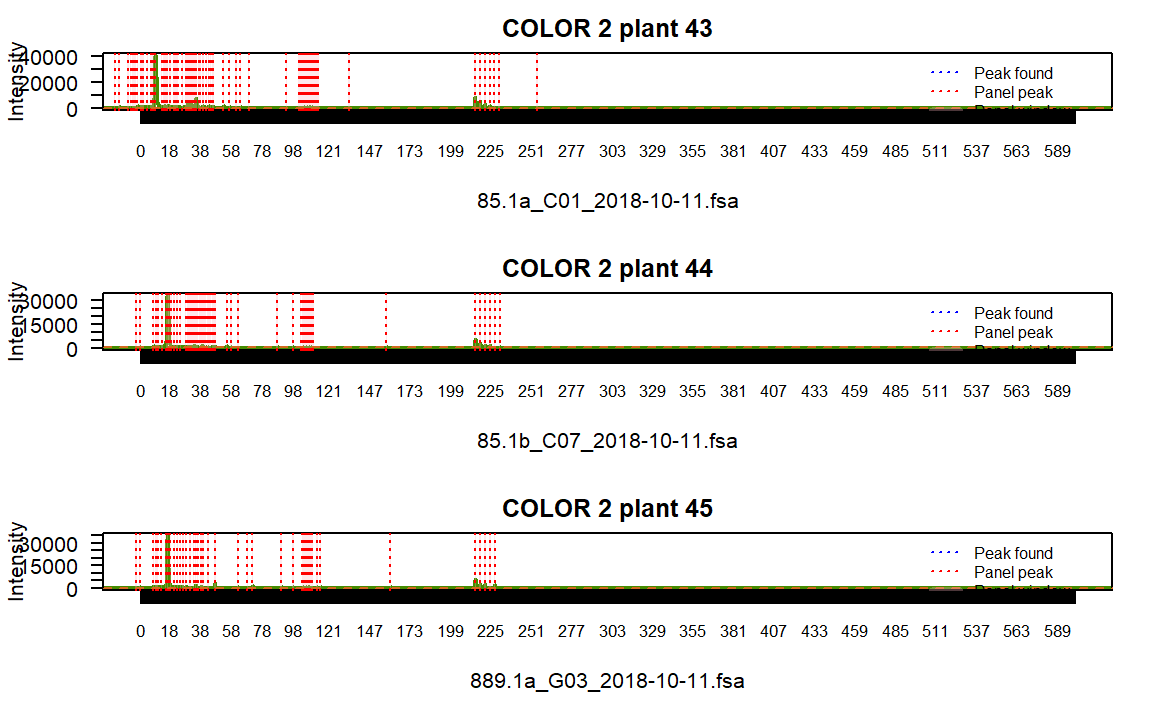 COLOR 2 plant 43
Intensity
40000
20000
0
Peak found
Panel peak
0 18 38 58 78 98 121 147 173 199 225 251 277 303 329 355 381 407 433 459 485 511 537 563 589
85.1a_C01_2018-10-11.fsa
COLOR 2 plant 44
Intensity
30000
15000
0
Peak found
Panel peak
0 18 38 58 78 98 121 147 173 199 225 251 277 303 329 355 381 407 433 459 485 511 537 563 589
85.1b_C07_2018-10-11.fsa
COLOR 2 plant 45
Intensity
30000
15000
0
Peak found
Panel peak
0 18 38 58 78 98 121 147 173 199 225 251 277 303 329 355 381 407 433 459 485 511 537 563 589
889.1a_G03_2018-10-11.fsa